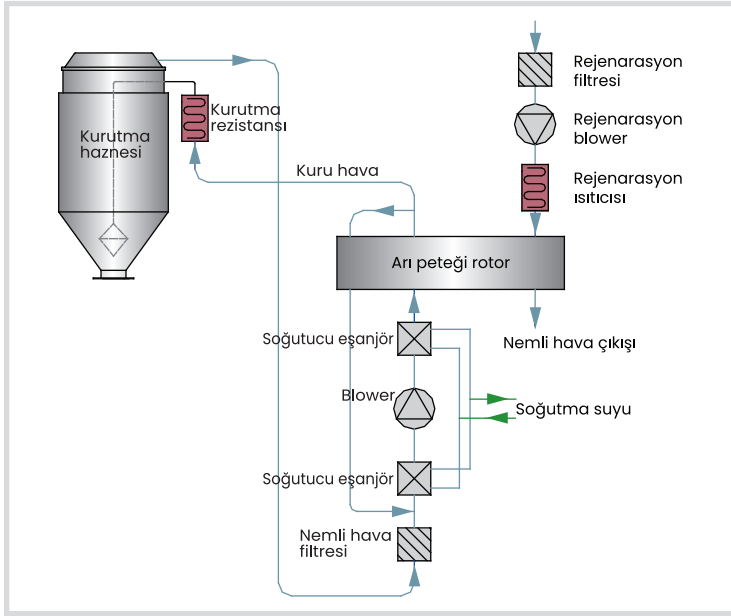 Rejenarasyon
filtresi
Kurutma
rezistansı
Rejenarasyon
blower
Kurutma
haznesi
Kuru hava
Rejenarasyon
ısıtıcısı
Arı peteği rotor
Soğutucu eşanjör
Nemli hava çıkışı
Blower
Soğutma suyu
Soğutucu eşanjör
Nemli hava
filtresi